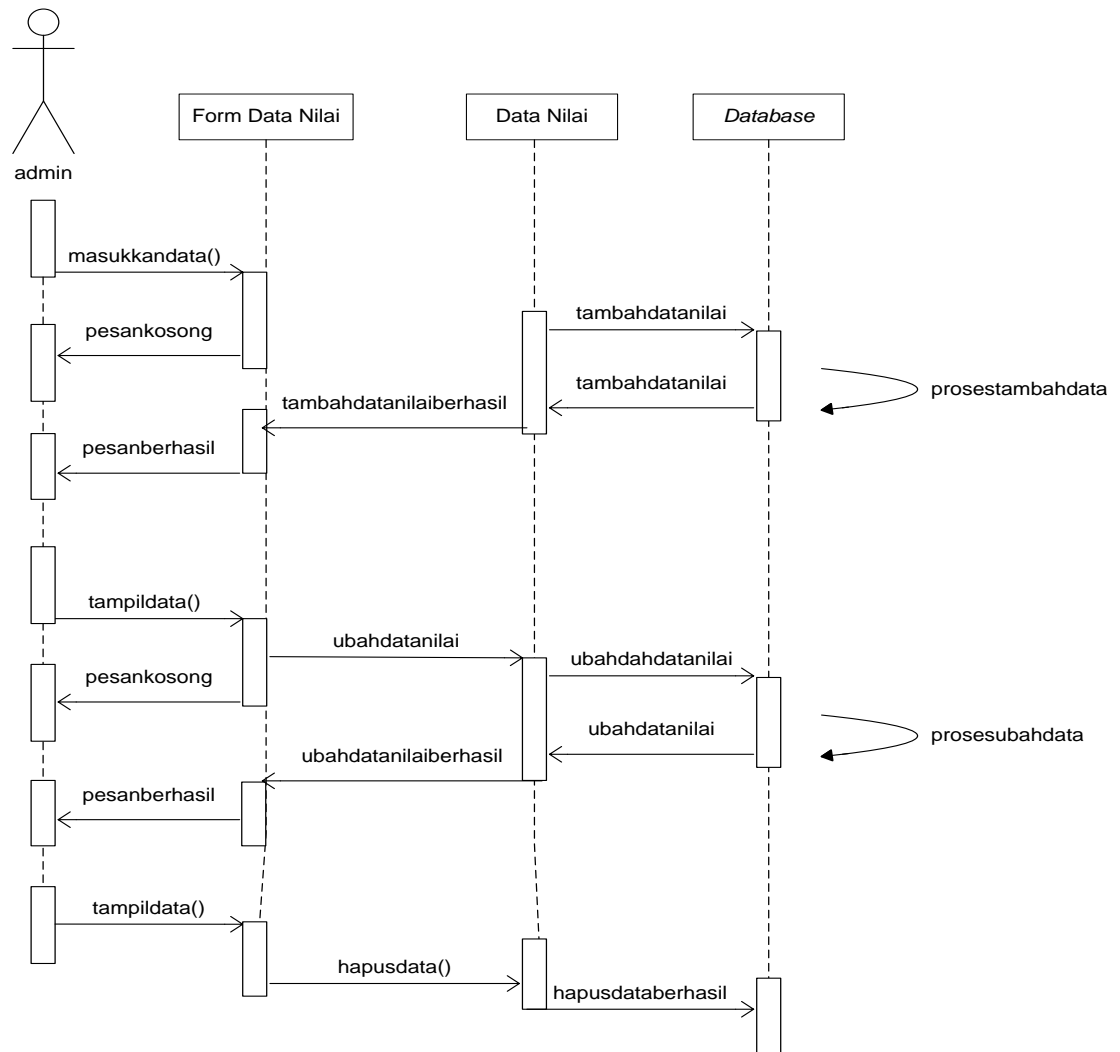 Form Data Nilai
Data Nilai
Database
admin
masukkandata()
tambahdatanilai
pesankosong
tambahdatanilai
prosestambahdata
tambahdatanilaiberhasil
pesanberhasil
tampildata()
ubahdatanilai
ubahdahdatanilai
pesankosong
ubahdatanilai
prosesubahdata
ubahdatanilaiberhasil
pesanberhasil
tampildata()
hapusdata()
hapusdataberhasil